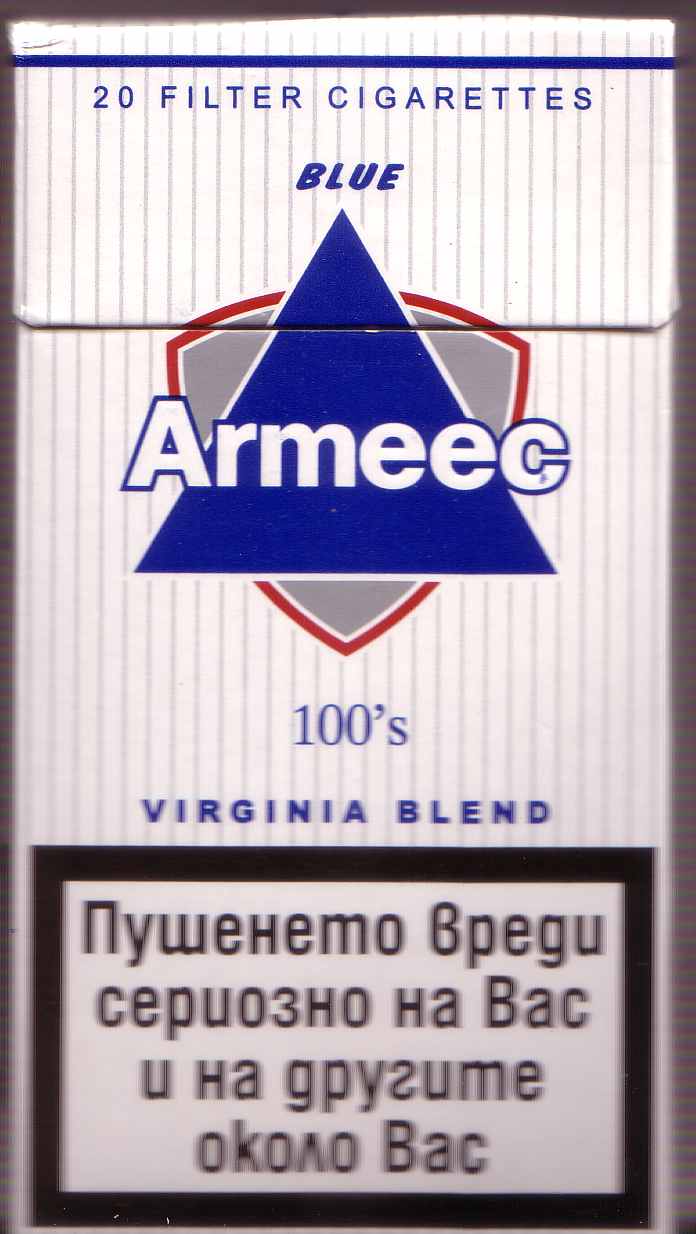 20 FILTER CIGARETTES
BLUE
Armeec
100's
VIRGINIA BLEND
Пушенето вреди
сериозно на Вас
и на другите
около Вас